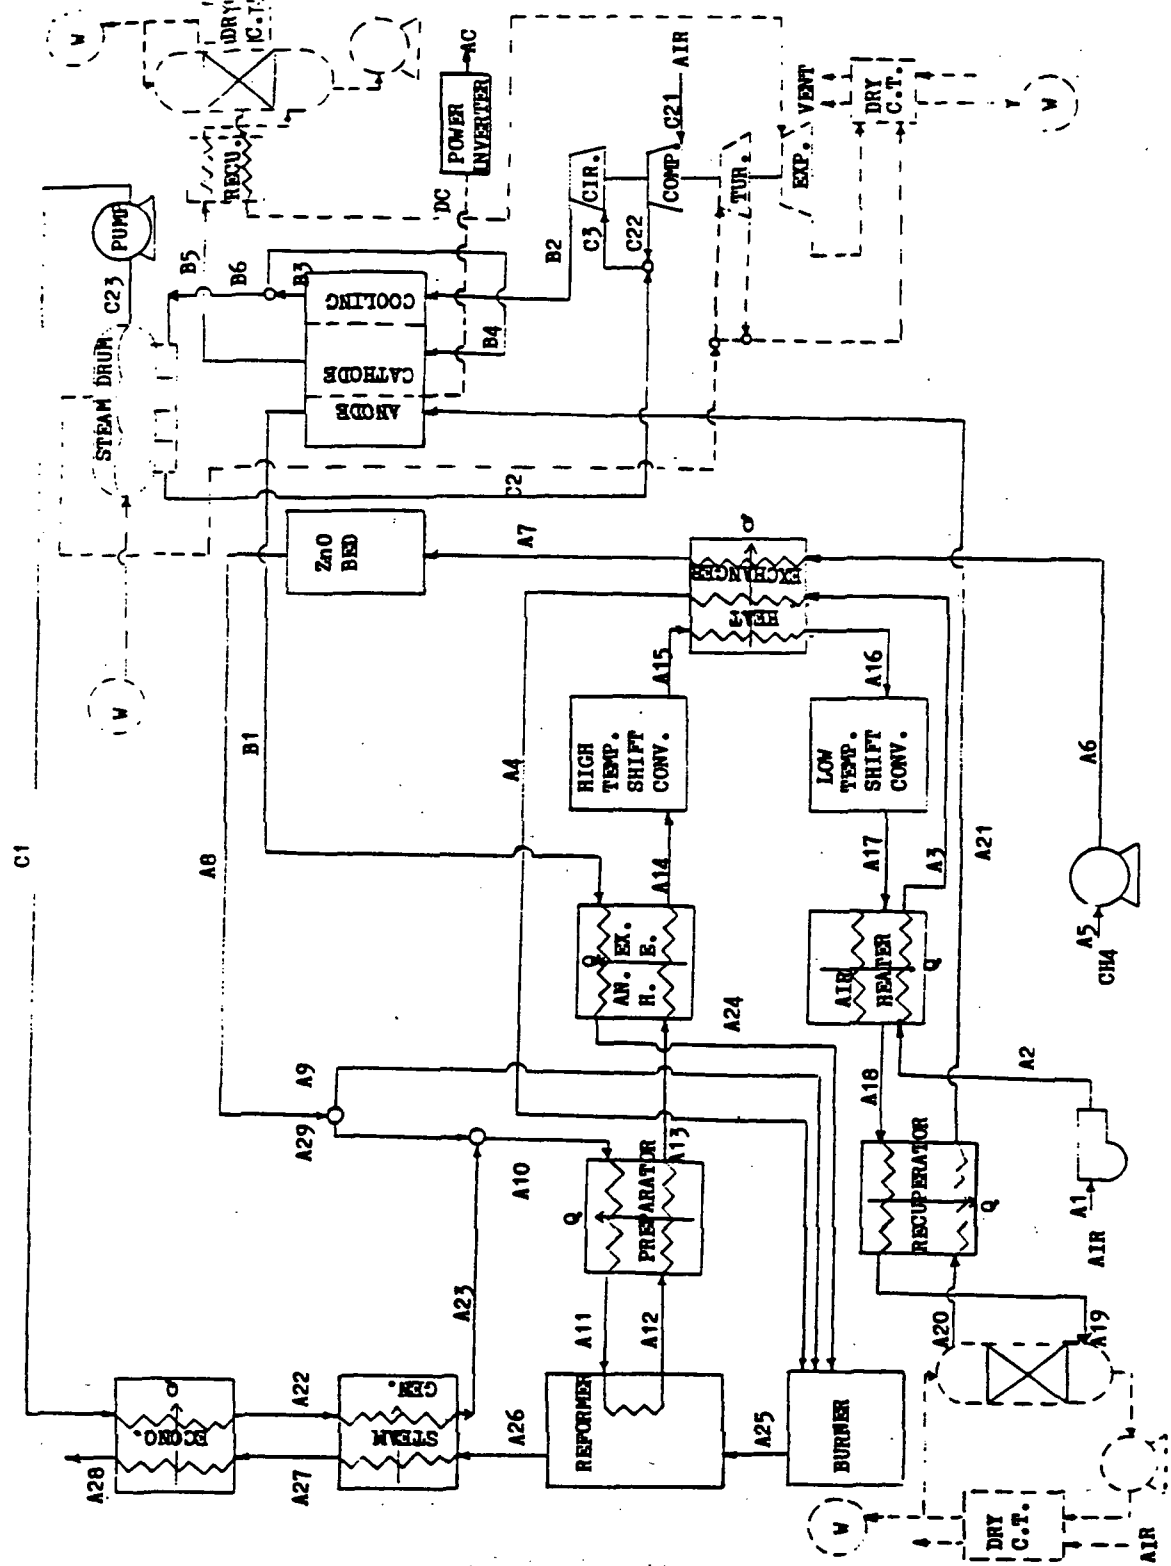 W
DRY
C.T.
RECU.
PUMP
C23
STEAM DRUM
B5
B6
B3
COOLING
CATHODE
ANODE
B4
DC
POWER
INVERTER
AC
B2
CIR.
C3
C22
COMP.
C21
AIR
TUR.
EXP.
VENT
DRY
C.T.
W
C2
ZnO
BED
A7
W
B1
A8
C1
A4
HEAT
EXCHANGER
HIGH
TEMP.
SHIFT
CONV.
A15
A16
LOW
TEMP.
SHIFT
CONV.
A6
A14
A17
A3
A21
AN. EX.
H. E.
Q
A24
AIR
HEATER
Q
A5
CH4
A9
A29
A10
A13
PREPARATOR
Q
A18
A2
RECUPERATOR
Q
A1
AIR
A23
A11
A12
A20
A19
ECONO.
A22
STEAM
GEN.
A28
A27
A26
REFORMER
A25
BURNER
W
DRY
C.T.
AIR